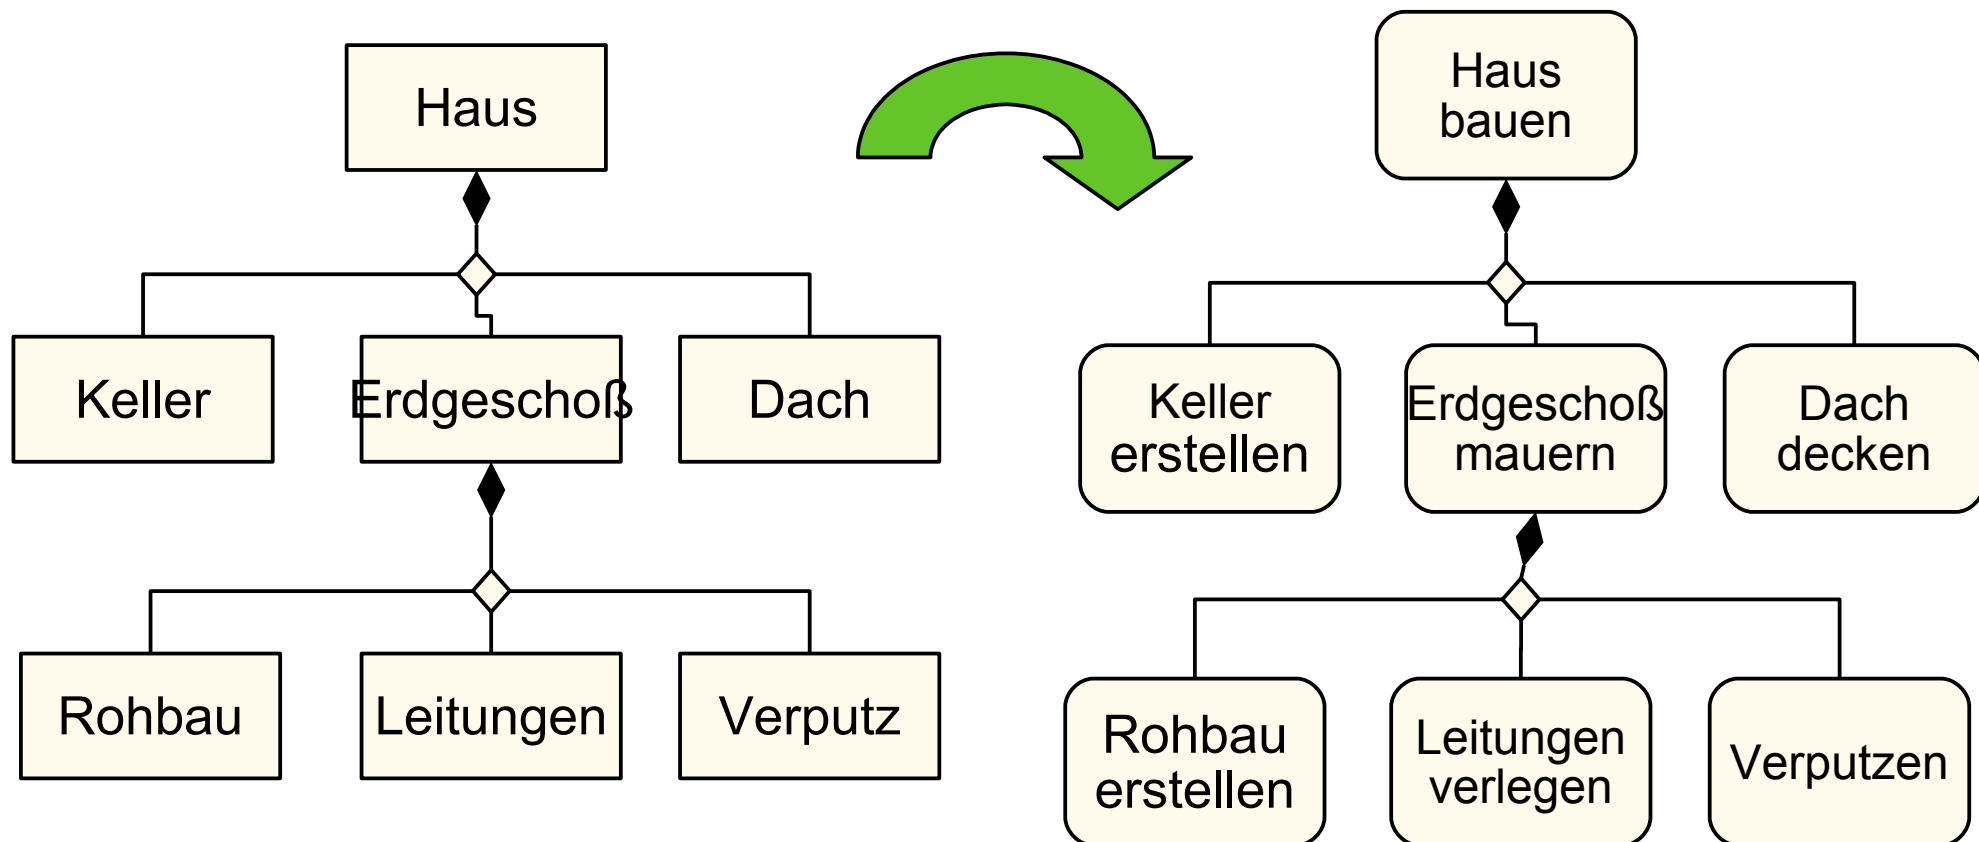 Haus
Keller
Erdgeschoß
Dach
Rohbau
Leitungen
Verputz
Haus
bauen
Keller
erstellen
Erdgeschoß
mauern
Dach
decken
Rohbau
erstellen
Leitungen
verlegen
Verputzen